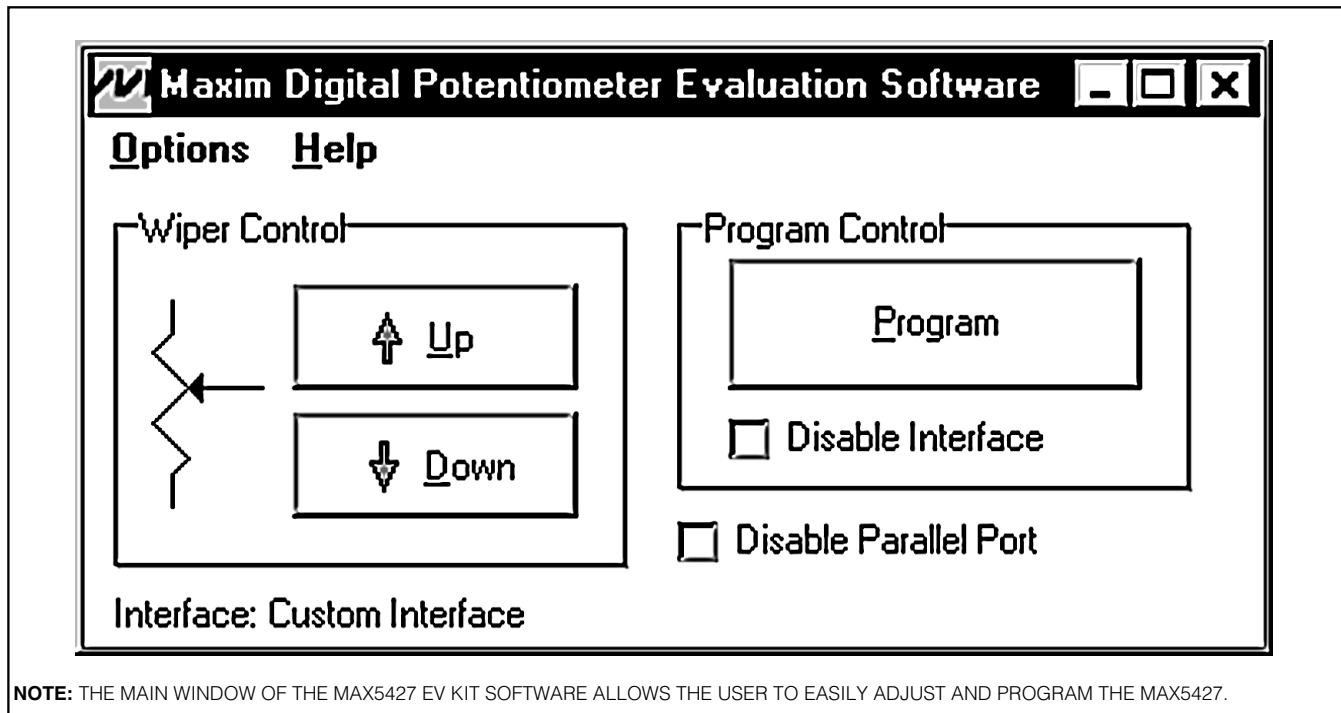 Maxim Digital Potentiometer Evaluation Software
Options Help
Wiper Control
Up
Down
Program Control
Program
Disable Interface
Disable Parallel Port
Interface: Custom Interface
NOTE: THE MAIN WINDOW OF THE MAX5427 EV KIT SOFTWARE ALLOWS THE USER TO EASILY ADJUST AND PROGRAM THE MAX5427.